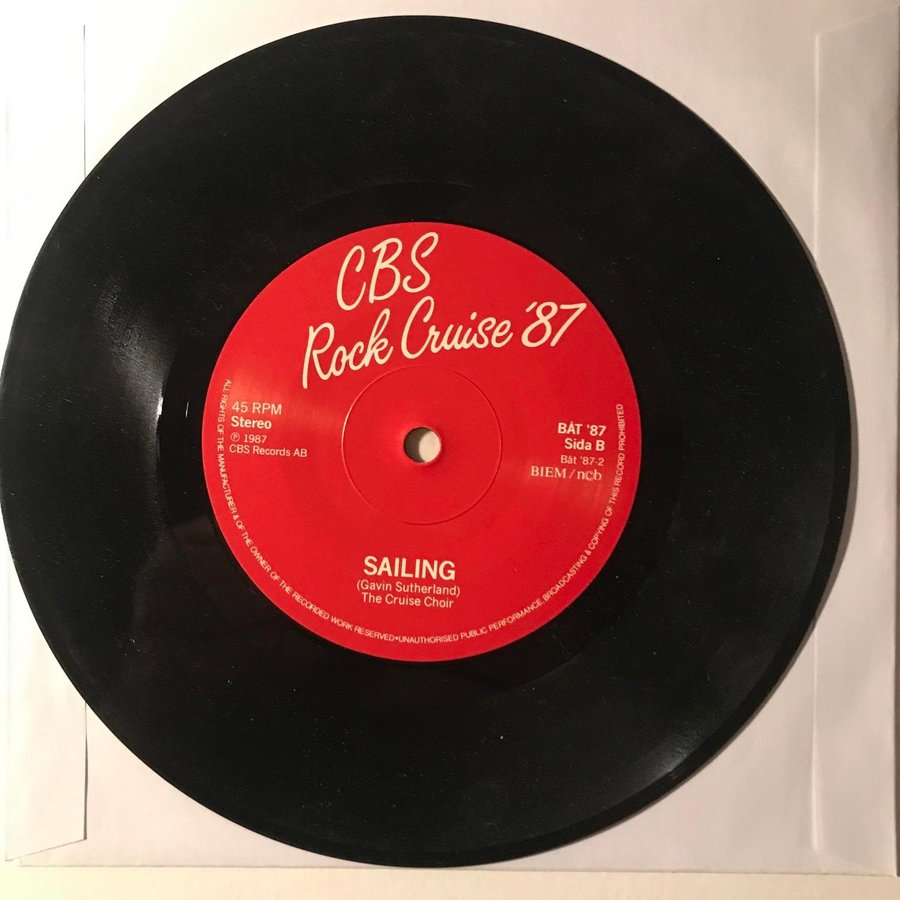 CBS
Rock Cruise '87
45 RPM
Stereo
℗ 1987
CBS Records AB
BÅT '87
Sida B
Båt '87-2
BIEM/ncb
SAILING
(Gavin Sutherland)
The Cruise Choir
ALL RIGHTS OF THE MANUFACTURER & OF THE OWNER OF THE RECORDED WORK RESERVED•UNAUTHORISED PUBLIC PERFORMANCE, BROADCASTING & COPYING OF THIS RECORD PROHIBITED